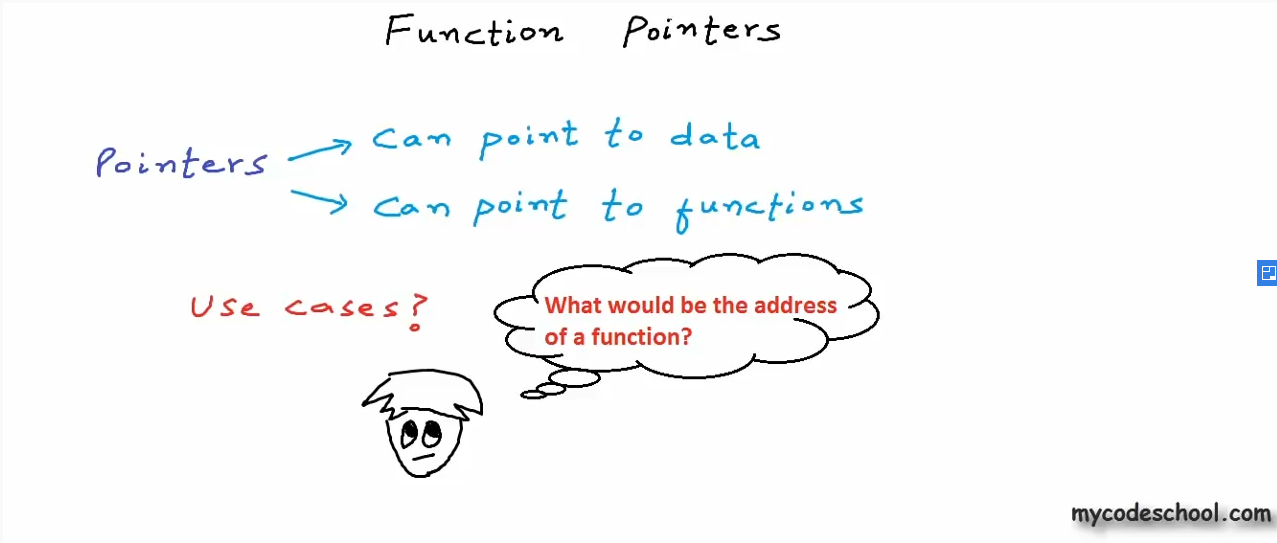 Function Pointers
Pointers
can point to data
can point to functions
Use cases?
What would be the address
of a function?
mycodeschool.com